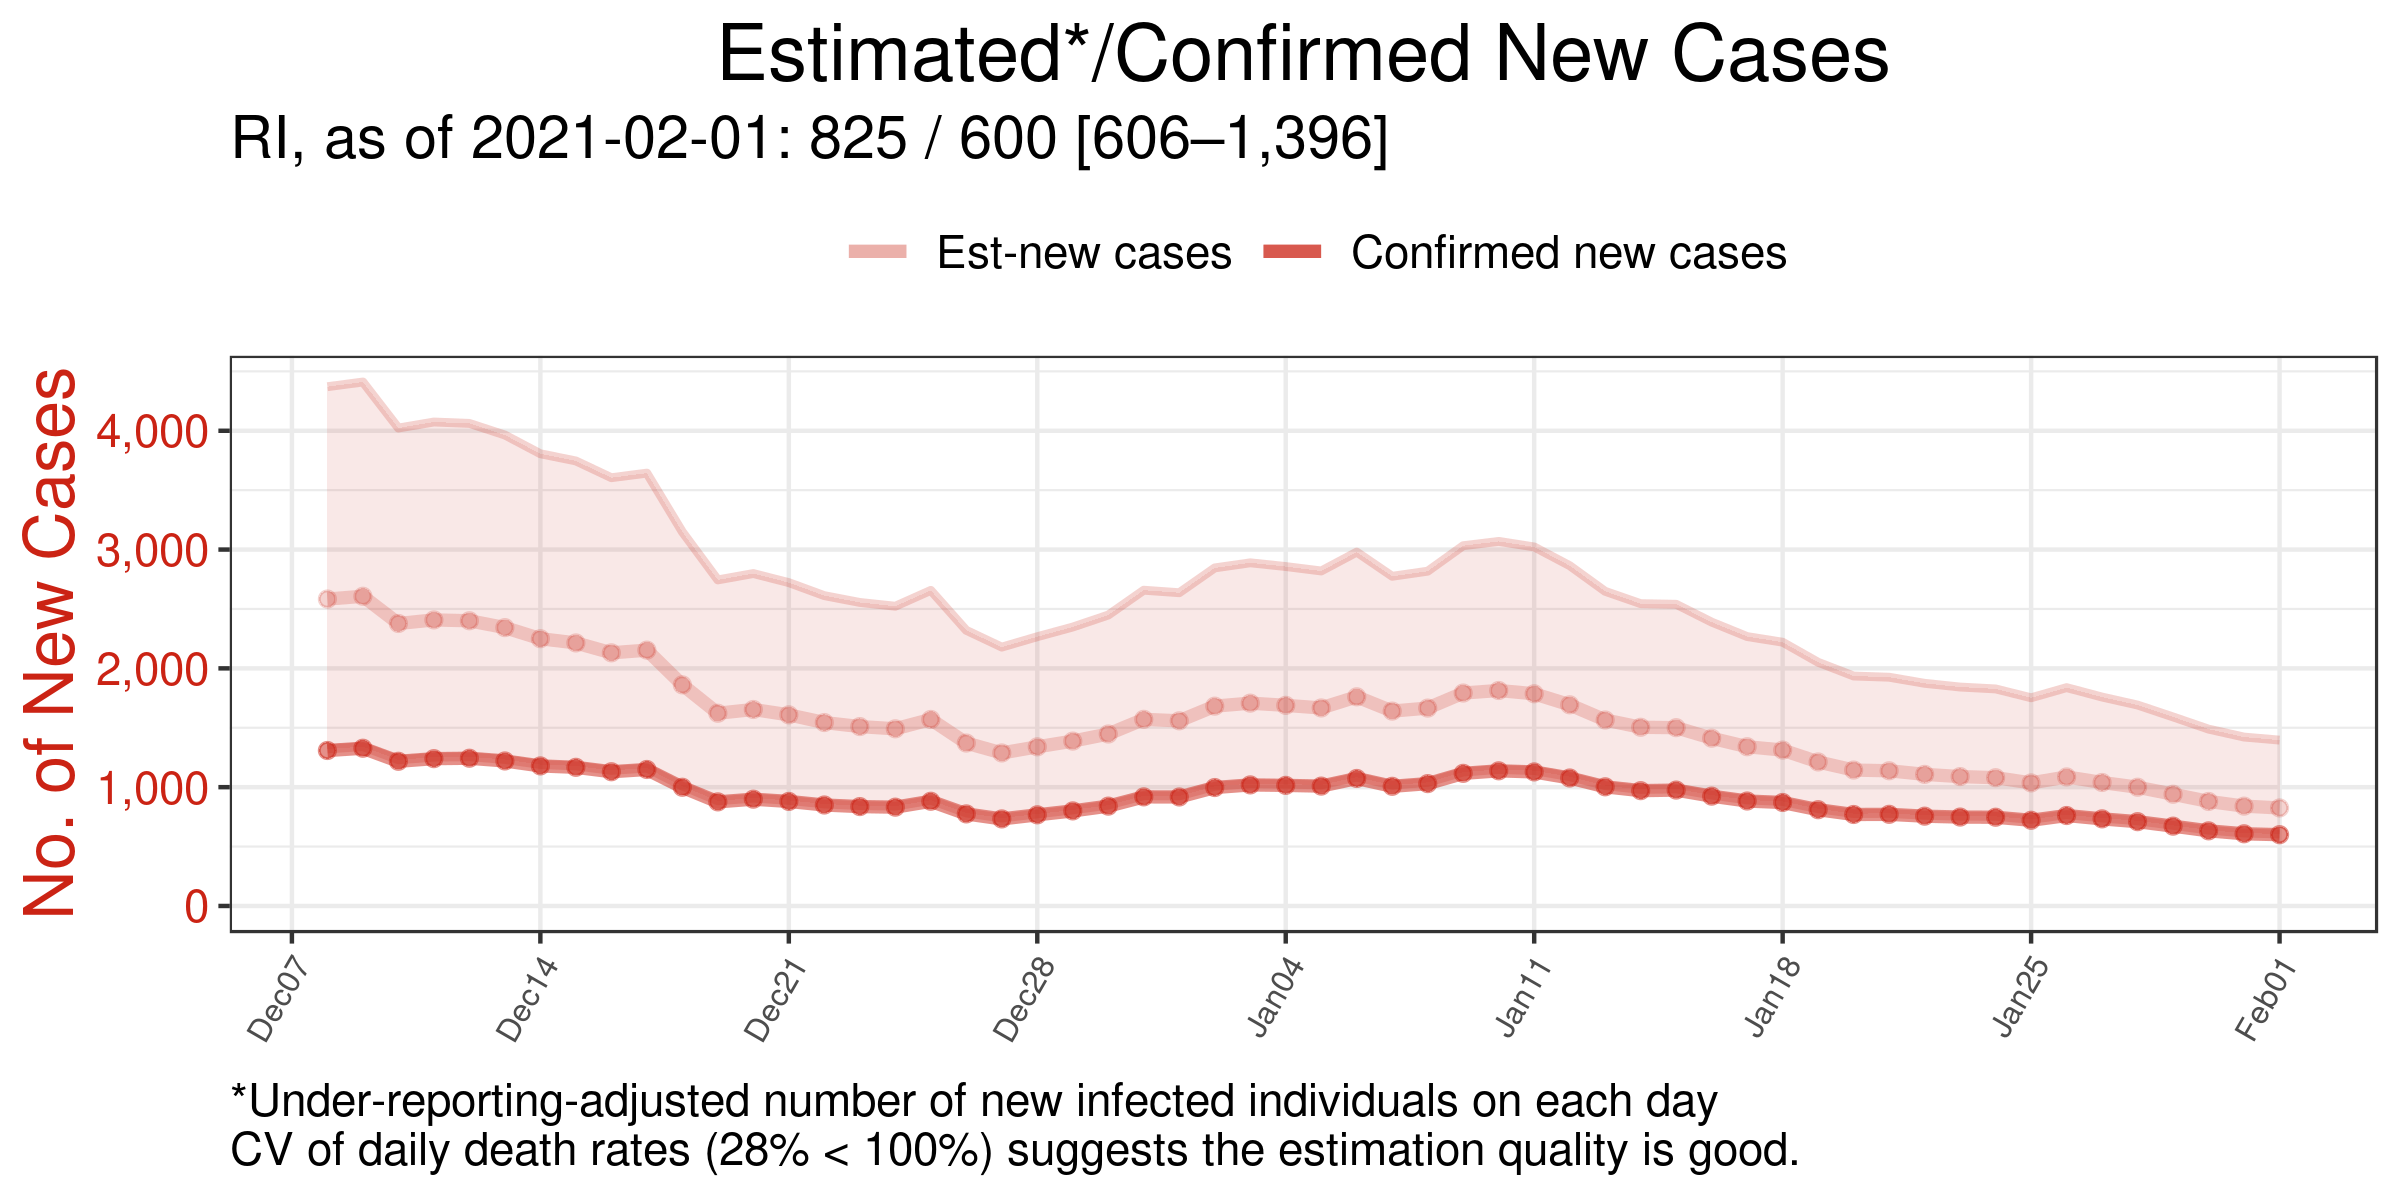 Estimated*/Confirmed New Cases
RI, as of 2021-02-01: 825 / 600 [606–1,396]
Est-new cases
Confirmed new cases
No. of New Cases
4,000
3,000
2,000
1,000
0
Dec07
Dec14
Dec21
Dec28
Jan04
Jan11
Jan18
Jan25
Feb01
*Under-reporting-adjusted number of new infected individuals on each day
CV of daily death rates (28% < 100%) suggests the estimation quality is good.